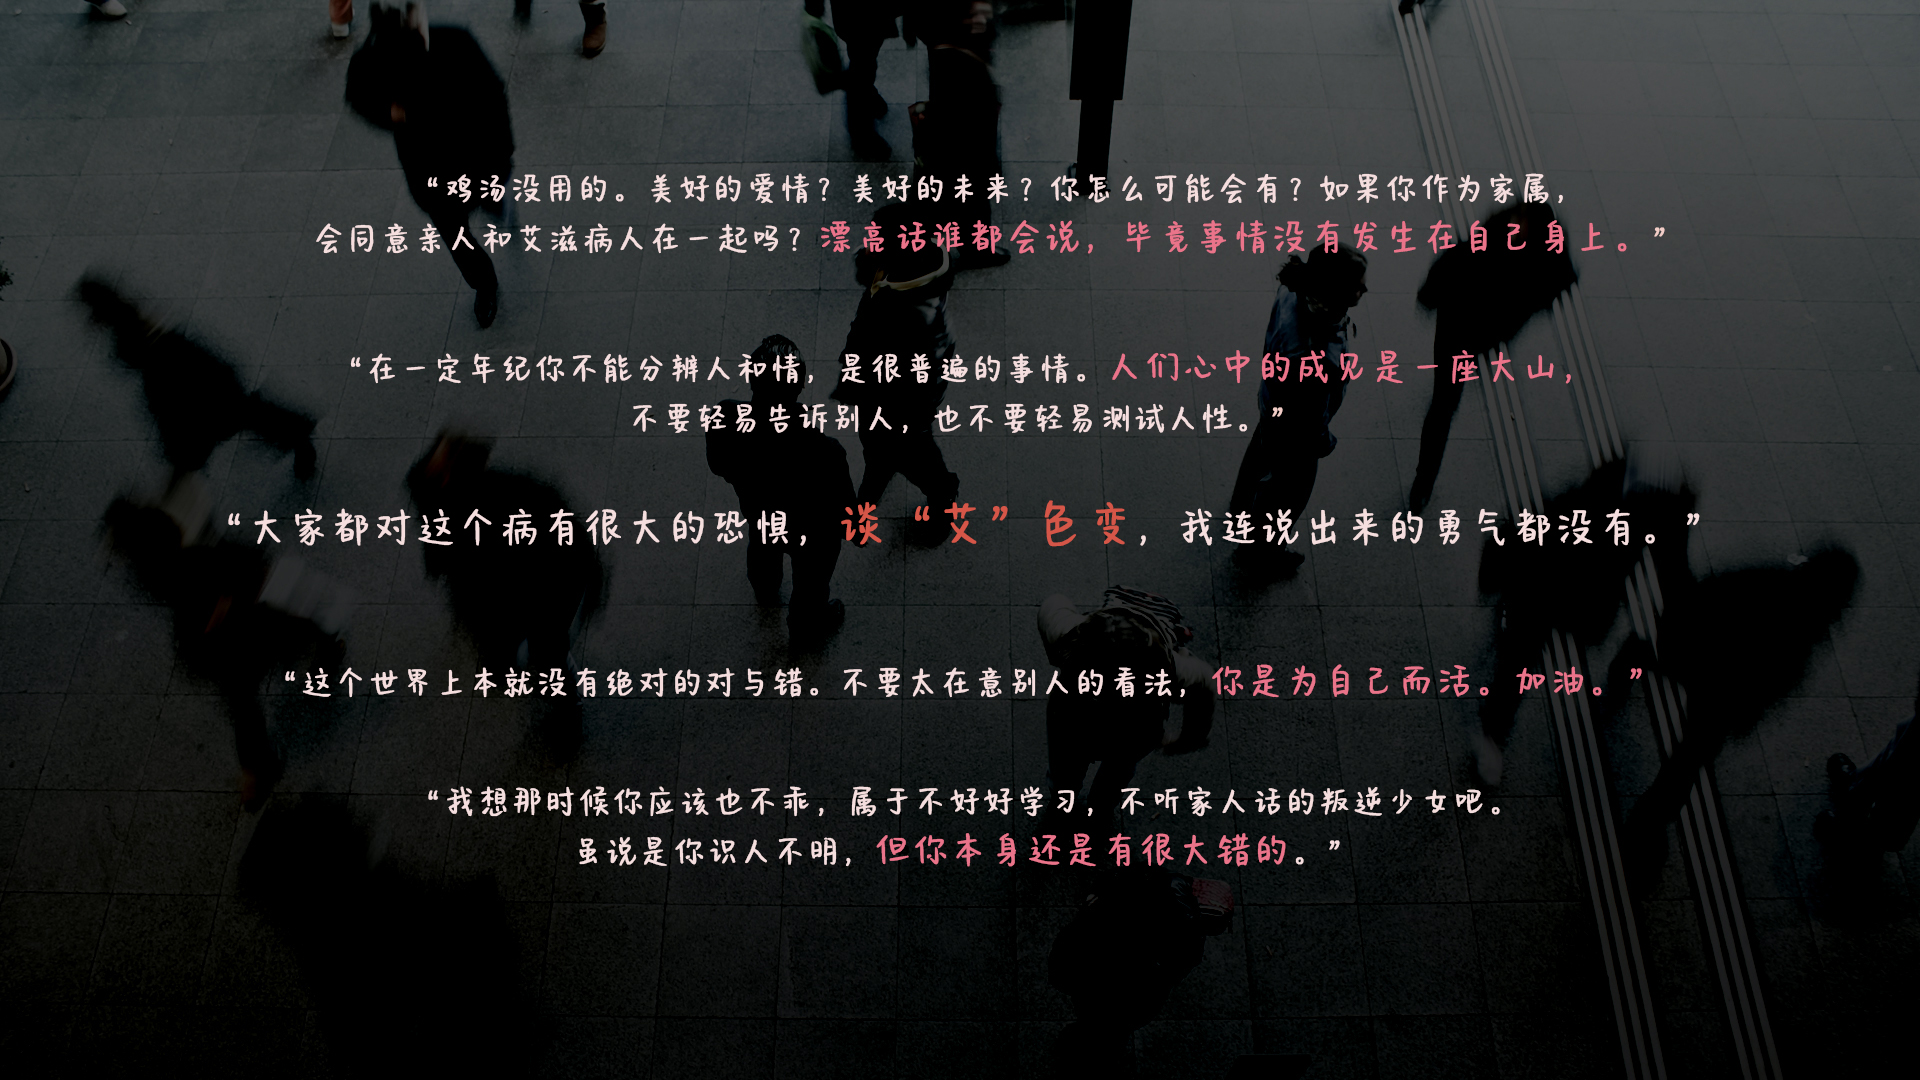 “鸡汤没用的。美好的爱情？美好的未来？你怎么可能会有？如果你作为家属，
会同意亲人和艾滋病人在一起吗？漂亮话谁都会说，毕竟事情没有发生在自己身上。”
“在一定年纪你不能分辨人和情，是很普遍的事情。人们心中的成见是一座大山，
不要轻易告诉别人，也不要轻易测试人性。”
“大家都对这个病有很大的恐惧，谈“艾”色变，我连说出来的勇气都没有。”
“这个世界上本就没有绝对的对与错。不要太在意别人的看法，你是为自己而活。加油。”
“我想那时候你应该也不乖，属于不好好学习，不听家人话的叛逆少女吧。
虽说是你识人不明，但你本身还是有很大错的。”